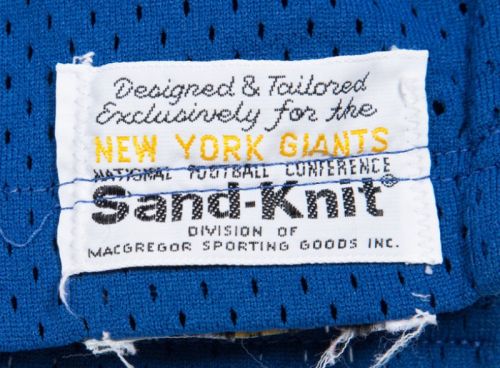 Designed & Tailored
Exclusively for the
NEW YORK GIANTS
NATIONAL FOOTBALL CONFERENCE
Sand-Knit®
DIVISION OF
MACGREGOR SPORTING GOODS INC.